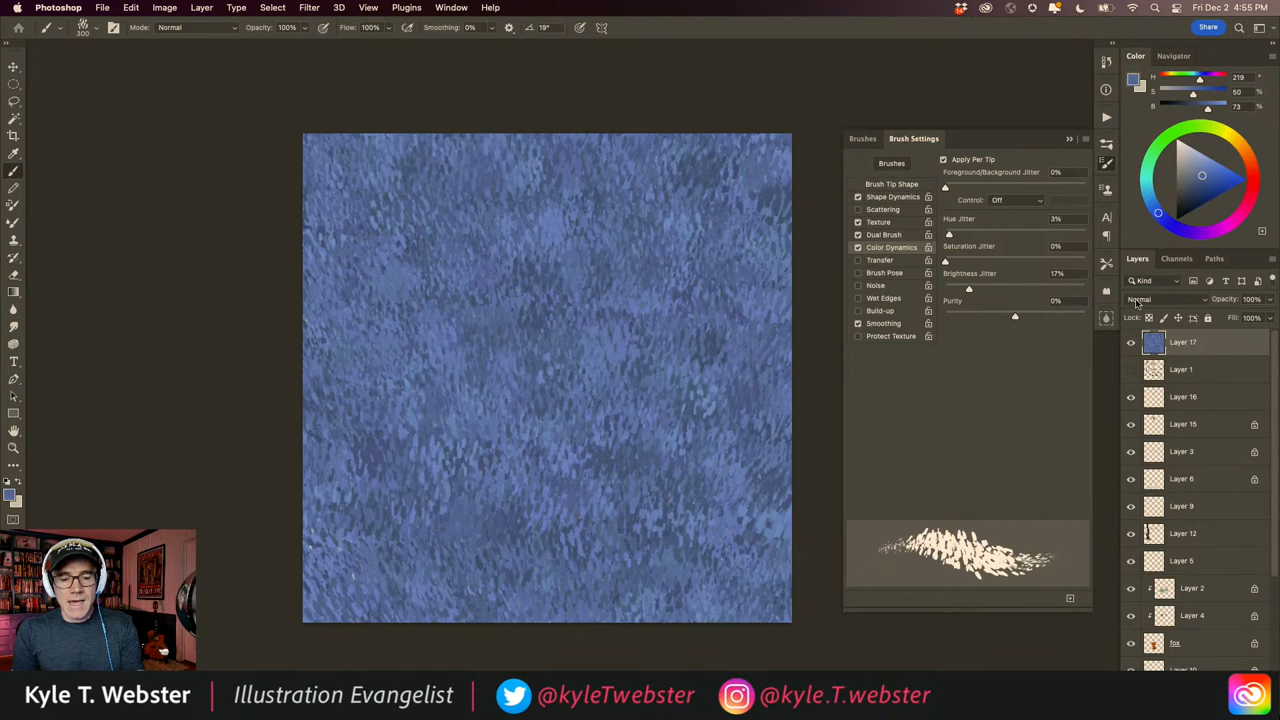 Photoshop File Edit Image Layer Type Select Filter 3D View Plugins Window Help
Fri Dec 2 4:55 PM
300 Mode: Normal Opacity: 100% Flow: 100% Smoothing: 0% 19° Share
Color Navigator
H 219 °
S 50 %
B 73 %
Brushes Brush Settings
Brushes
Apply Per Tip
Brush Tip Shape
Foreground/Background Jitter 0%
Shape Dynamics
Control: Off
Scattering
Texture
Hue Jitter 3%
Dual Brush
Color Dynamics
Saturation Jitter 0%
Transfer
Brush Pose
Brightness Jitter 17%
Noise
Wet Edges
Purity 0%
Build-up
Smoothing
Protect Texture
Layers Channels Paths
Kind
Normal Opacity: 100%
Lock: Fill: 100%
Layer 17
Layer 1
Layer 16
Layer 15
Layer 3
Layer 6
Layer 9
Layer 12
Layer 5
Layer 2
Layer 4
fox
Kyle T. Webster | Illustration Evangelist @kyleTwebster @kyle.T.webster